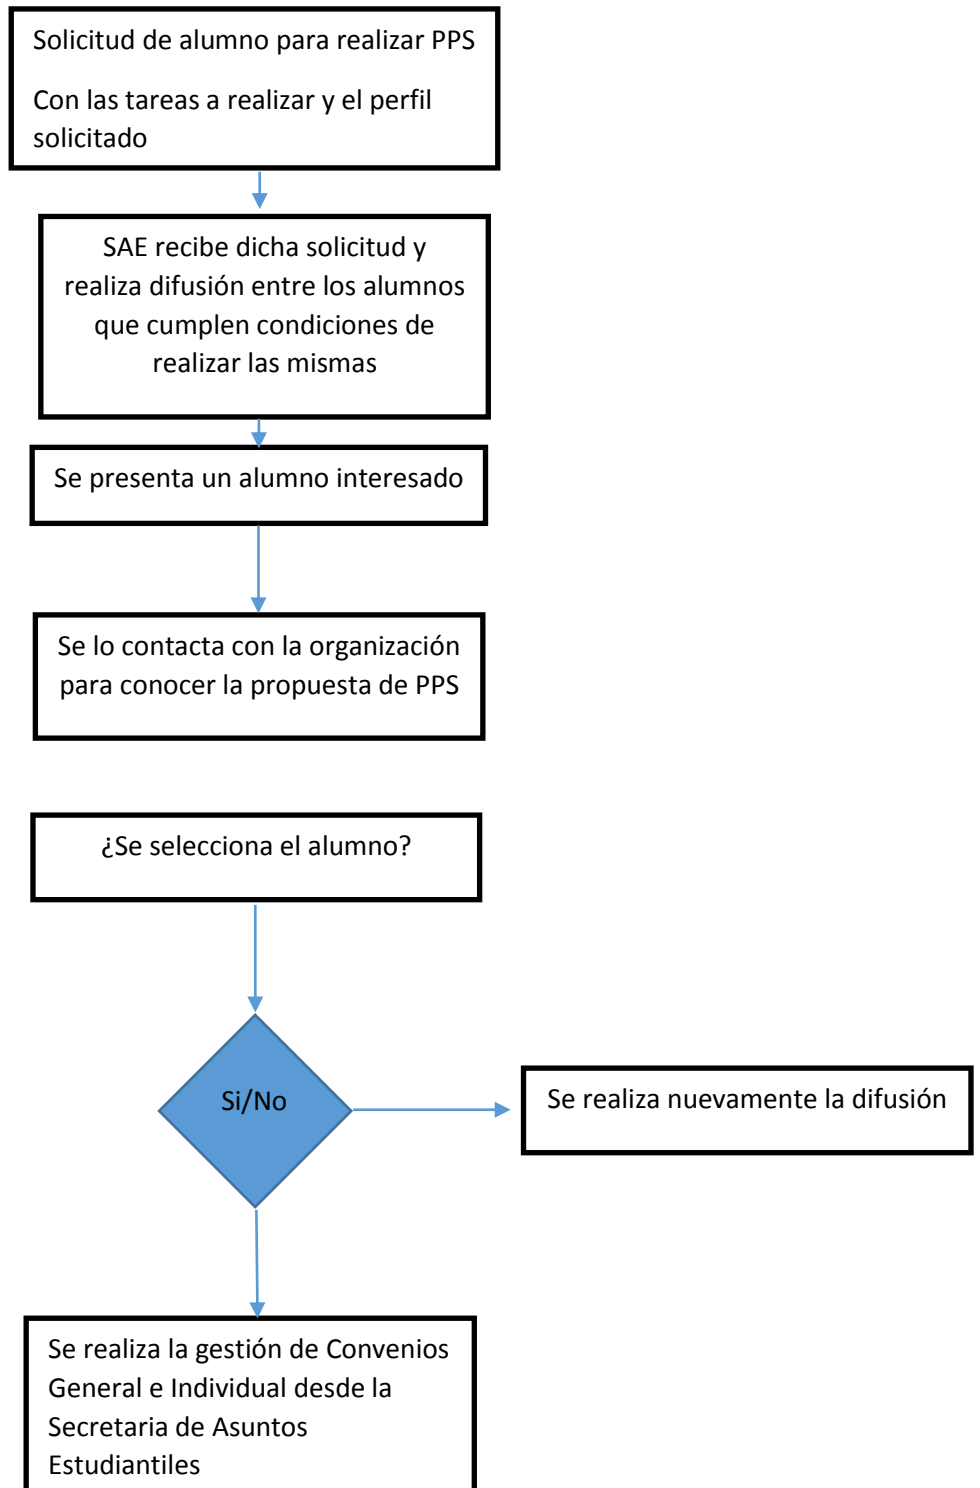 Solicitud de alumno para realizar PPS
Con las tareas a realizar y el perfil
solicitado
SAE recibe dicha solicitud y
realiza difusión entre los alumnos
que cumplen condiciones de
realizar las mismas
Se presenta un alumno interesado
Se lo contacta con la organización
para conocer la propuesta de PPS
¿Se selecciona el alumno?
Si/No
Se realiza nuevamente la difusión
Se realiza la gestión de Convenios
General e Individual desde la
Secretaria de Asuntos
Estudiantiles